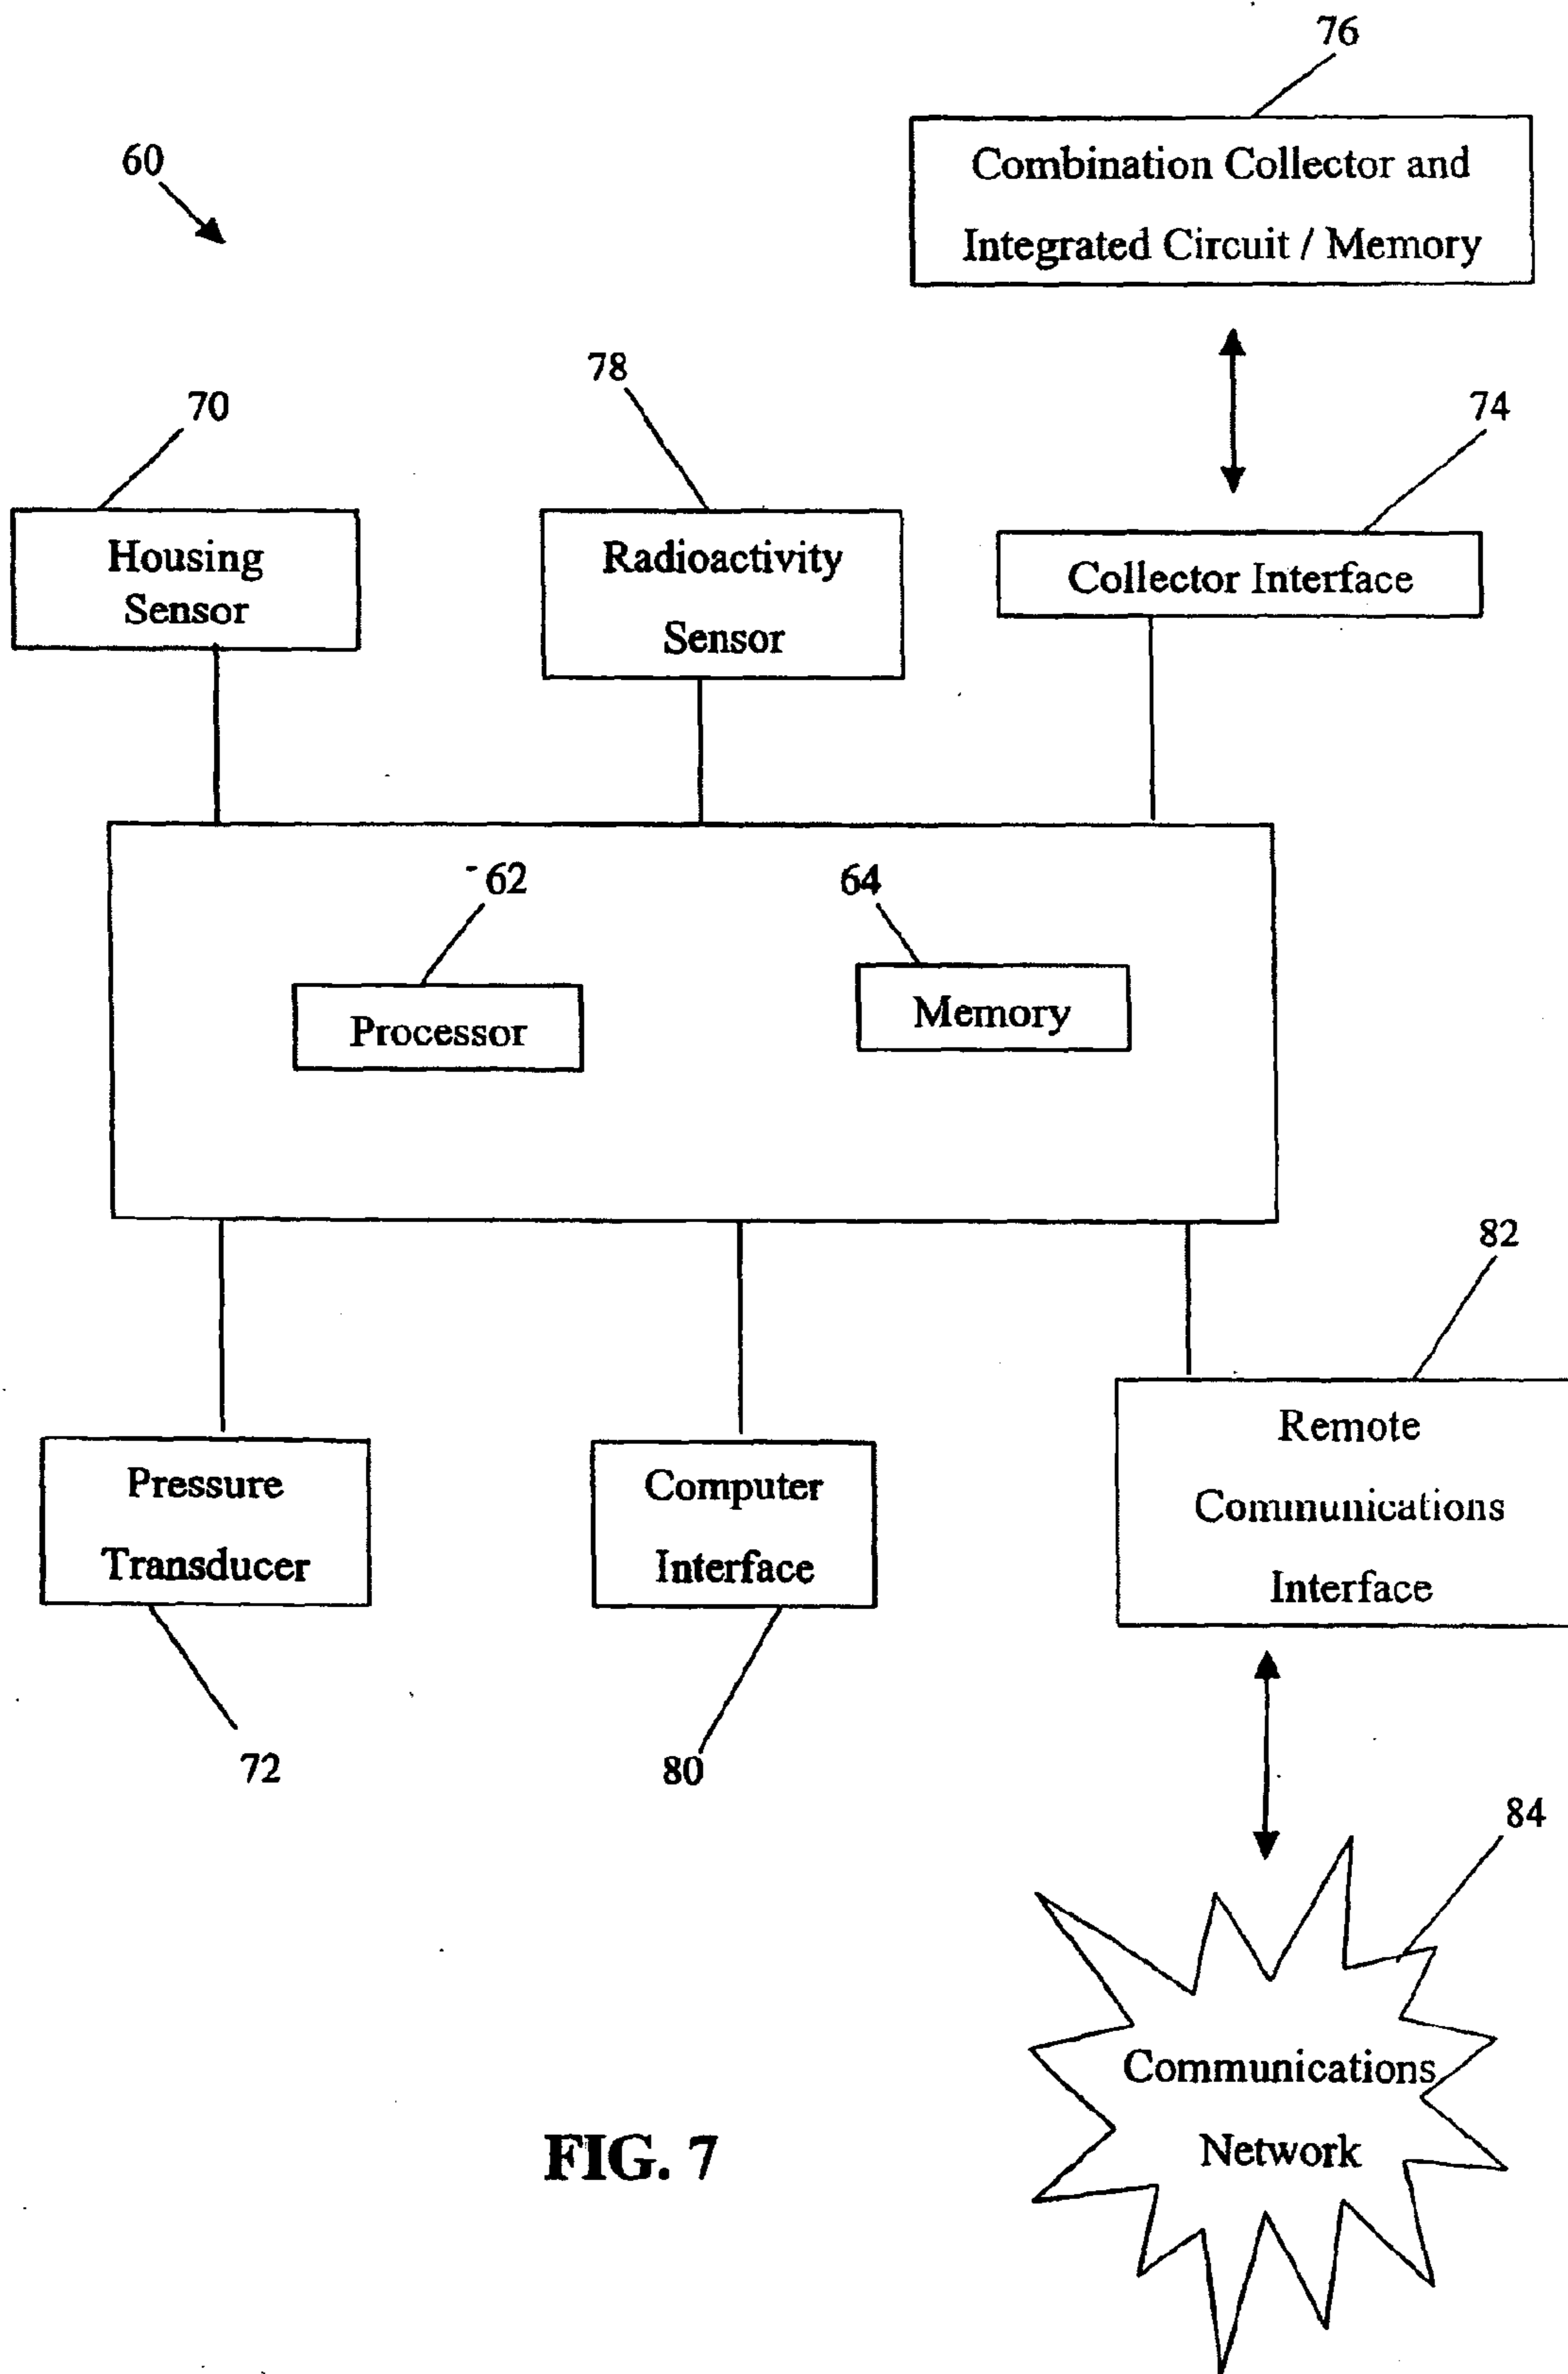 76
60
Combination Collector and
Integrated Circuit / Memory
78
70
74
Housing
Sensor
Radioactivity
Sensor
Collector Interface
62
64
Processor
Memory
82
Pressure
Transducer
Computer
Interface
Remote
Communications
Interface
72
80
84
Communications
Network
FIG. 7